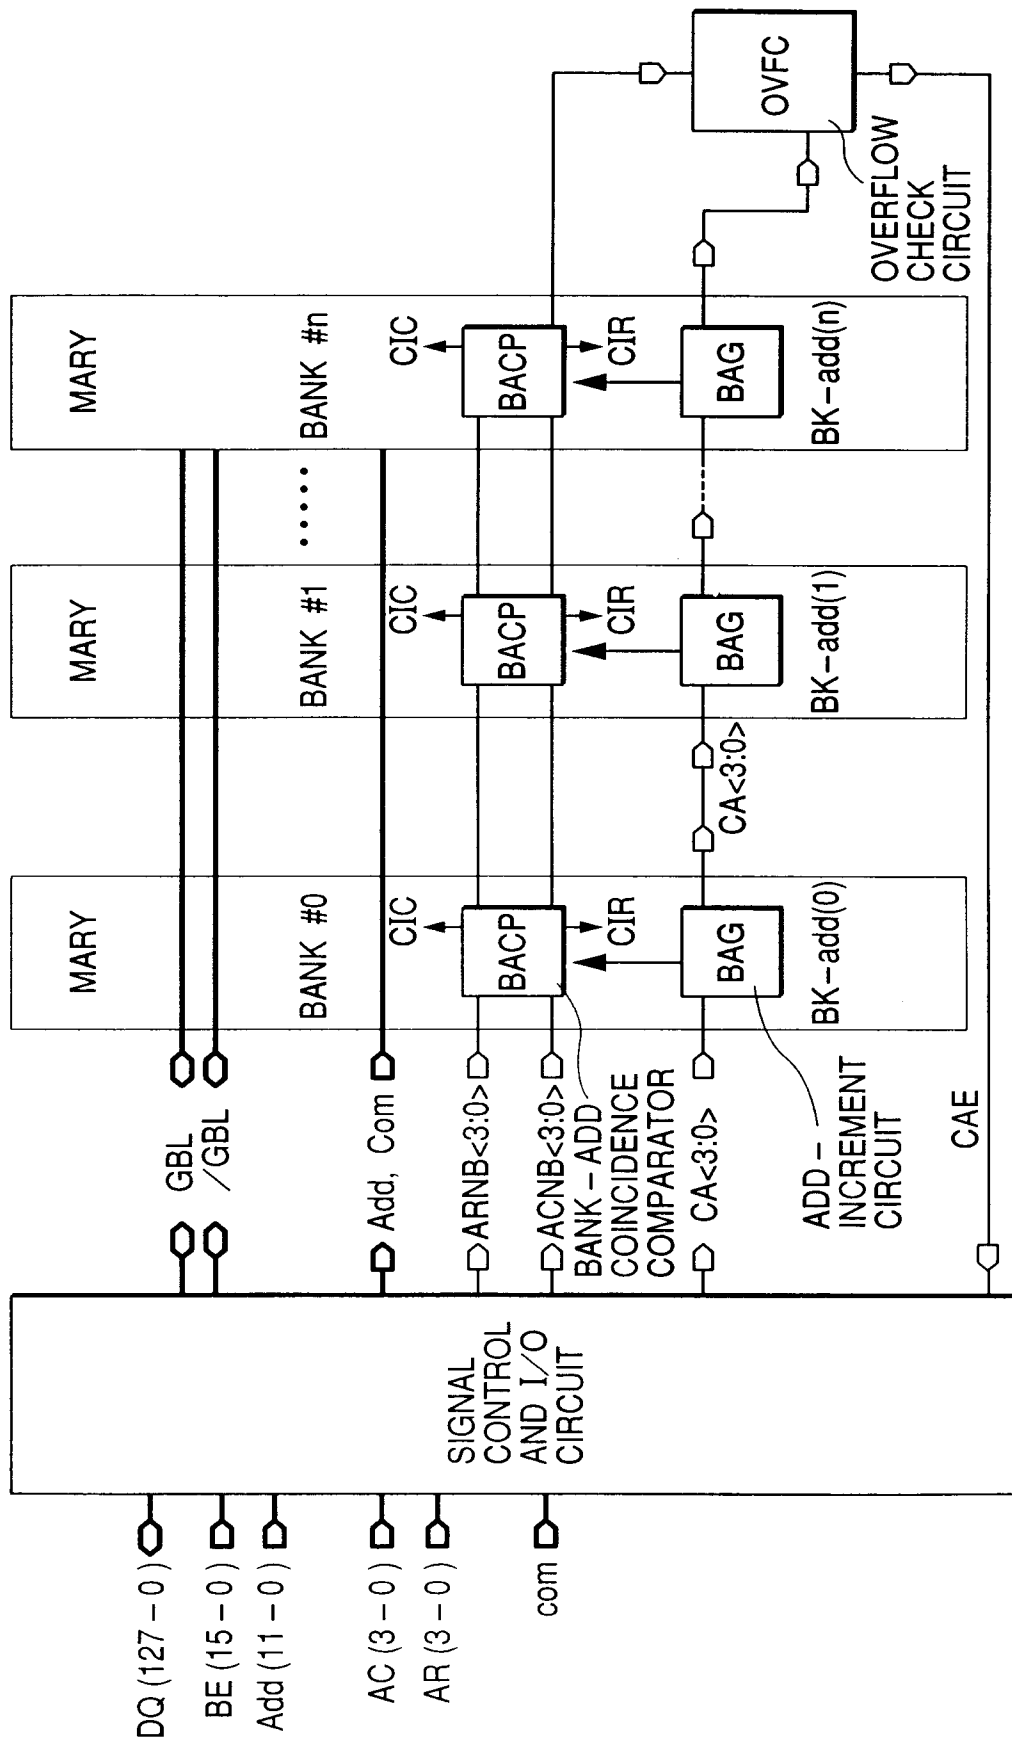 DQ (127 – 0 )
BE (15 – 0 )
Add (11 – 0 )
AC (3 – 0 )
AR (3 – 0 )
com
SIGNAL
CONTROL
AND I/O
CIRCUIT
GBL
/GBL
Add, Com
ARNB<3:0>
ACNB<3:0>
BANK – ADD
COINCIDENCE
COMPARATOR
CA<3:0>
ADD –
INCREMENT
CIRCUIT
CAE
MARY
BANK #0
CIC
BACP
CIR
BAG
BK–add(0)
CA<3:0>
MARY
BANK #1
CIC
BACP
CIR
BAG
BK–add(1)
.....
MARY
BANK #n
CIC
BACP
CIR
BAG
BK–add(n)
OVFC
OVERFLOW
CHECK
CIRCUIT